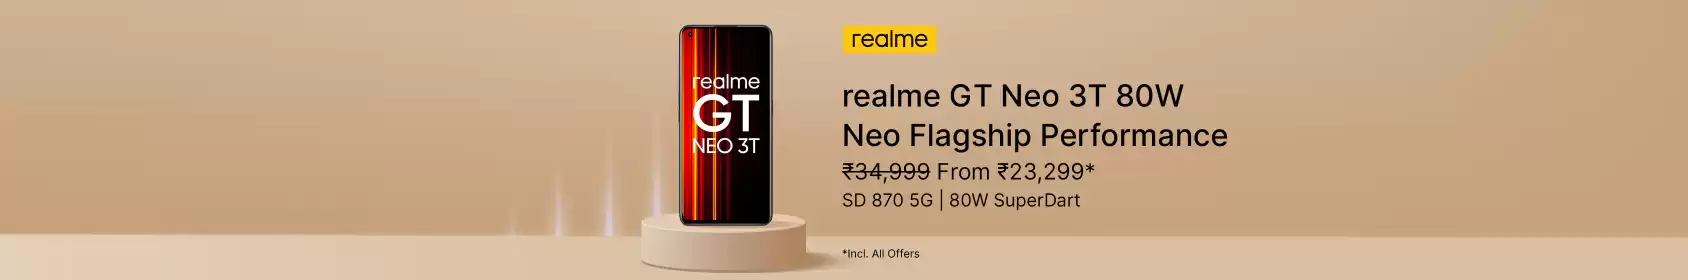 realme
GT
NEO 3T
realme
realme GT Neo 3T 80W
Neo Flagship Performance
₹34,999 From ₹23,299*
SD 870 5G | 80W SuperDart
*Incl. All Offers